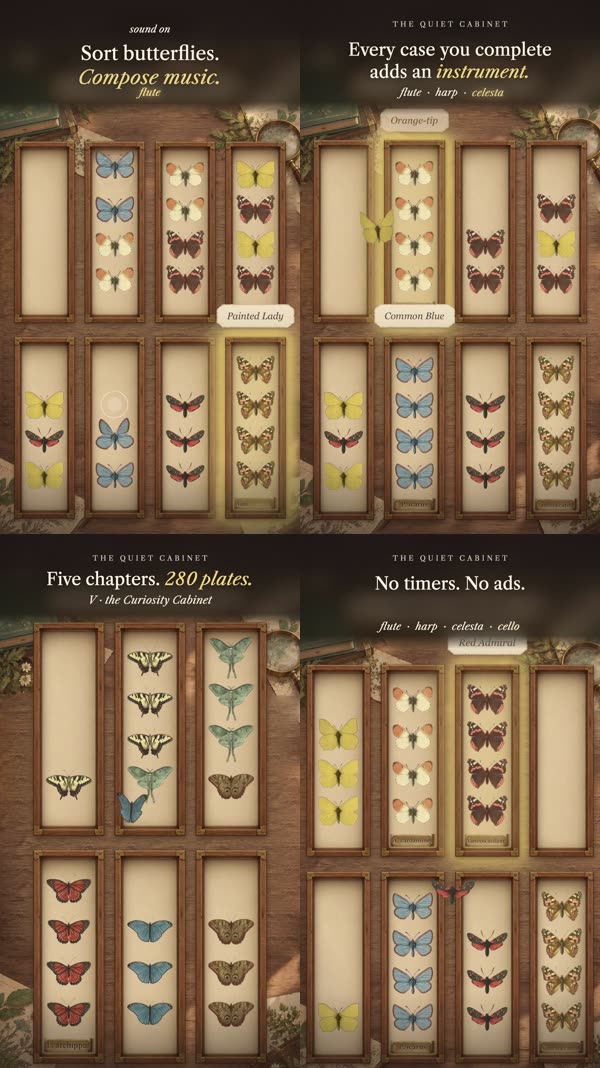 sound on
Sort butterflies.
Compose music.
flute
Painted Lady
THE QUIET CABINET
Every case you complete
adds an instrument.
flute · harp · celesta
Orange-tip
Common Blue
THE QUIET CABINET
Five chapters. 280 plates.
V · the Curiosity Cabinet
THE QUIET CABINET
No timers. No ads.
flute · harp · celesta · cello
Red Admiral